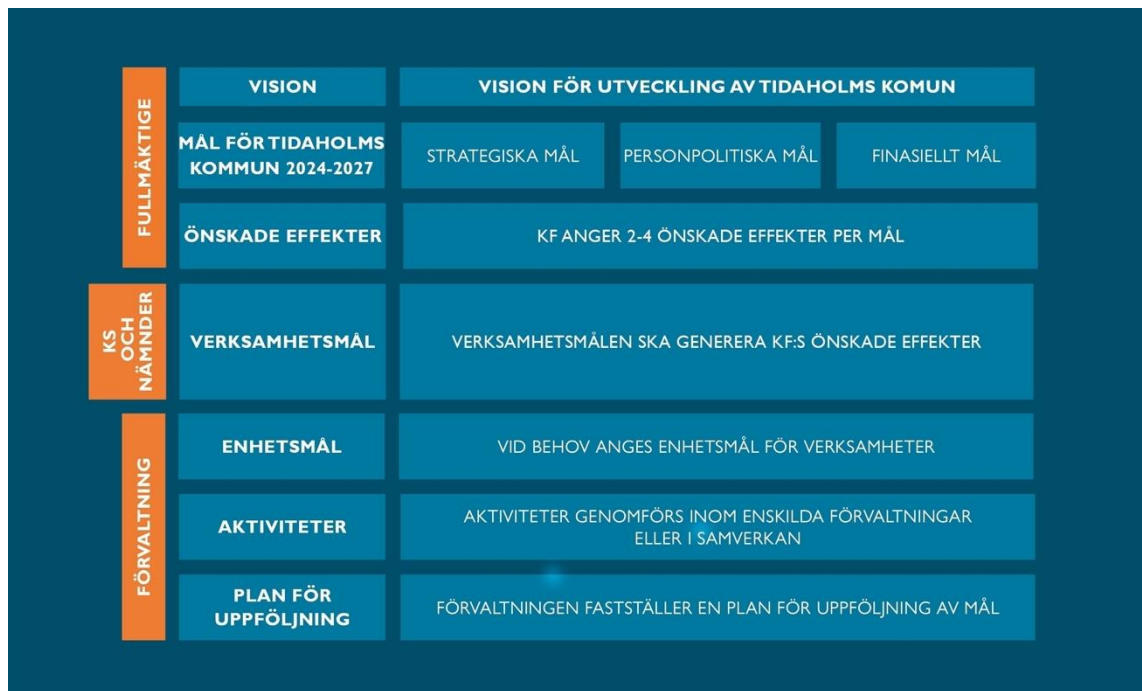 FULLMÄKTIGE
VISION
VISION FÖR UTVECKLING AV TIDAHOLMS KOMUN
MÅL FÖR TIDAHOLMS
KOMMUN 2024-2027
STRATEGISKA MÅL
PERSONPOLITISKA MÅL
FINASIELLT MÅL
ÖNSKADE EFFEKTER
KF ANGER 2-4 ÖNSKADE EFFEKTER PER MÅL
KS
OCH
NÄMNDER
VERKSAMHETSMÅL
VERKSAMHETSMÅLEN SKA GENERERA KF:S ÖNSKADE EFFEKTER
FÖRVALTNING
ENHETSMÅL
VID BEHOV ANGES ENHETSMÅL FÖR VERKSAMHETER
AKTIVITETER
AKTIVITETER GENOMFÖRS INOM ENSKILDA FÖRVALTNINGAR
ELLER I SAMVERKAN
PLAN FÖR
UPPFÖLJNING
FÖRVALTNINGEN FASTSTÄLLER EN PLAN FÖR UPPFÖLJNING AV MÅL